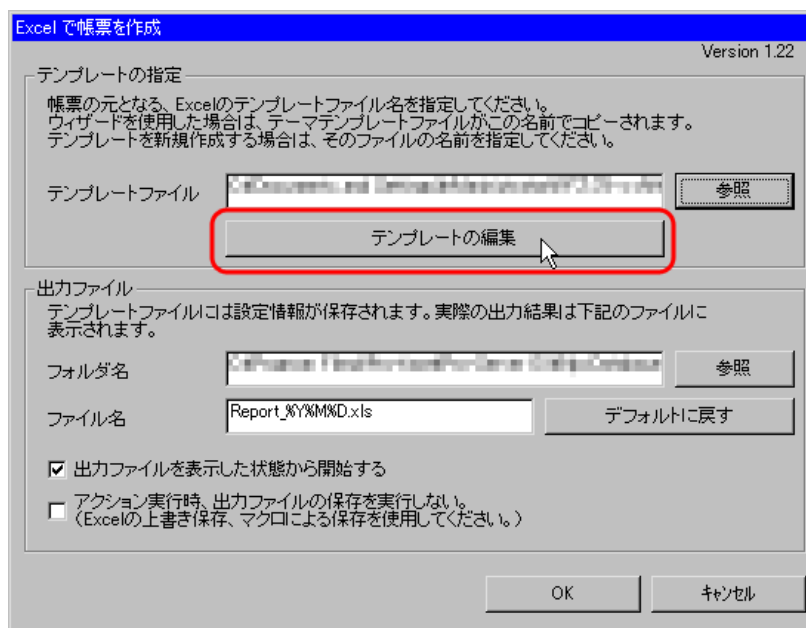 Excel で帳票を作成
Version 1.22
テンプレートの指定
帳票の元となる、Excelのテンプレートファイル名を指定してください。
ウィザードを使用した場合は、テーマテンプレートファイルがこの名前でコピーされます。
テンプレートを新規作成する場合は、そのファイルの名前を指定してください。
テンプレートファイル
参照
テンプレートの編集
出力ファイル
テンプレートファイルには設定情報が保存されます。実際の出力結果は下記のファイルに
表示されます。
フォルダ名
参照
ファイル名
Report_%Y%M%D.xls
デフォルトに戻す
出力ファイルを表示した状態から開始する
アクション実行時、出力ファイルの保存を実行しない。
（Excelの上書き保存、マクロによる保存を使用してください。）
OK
キャンセル